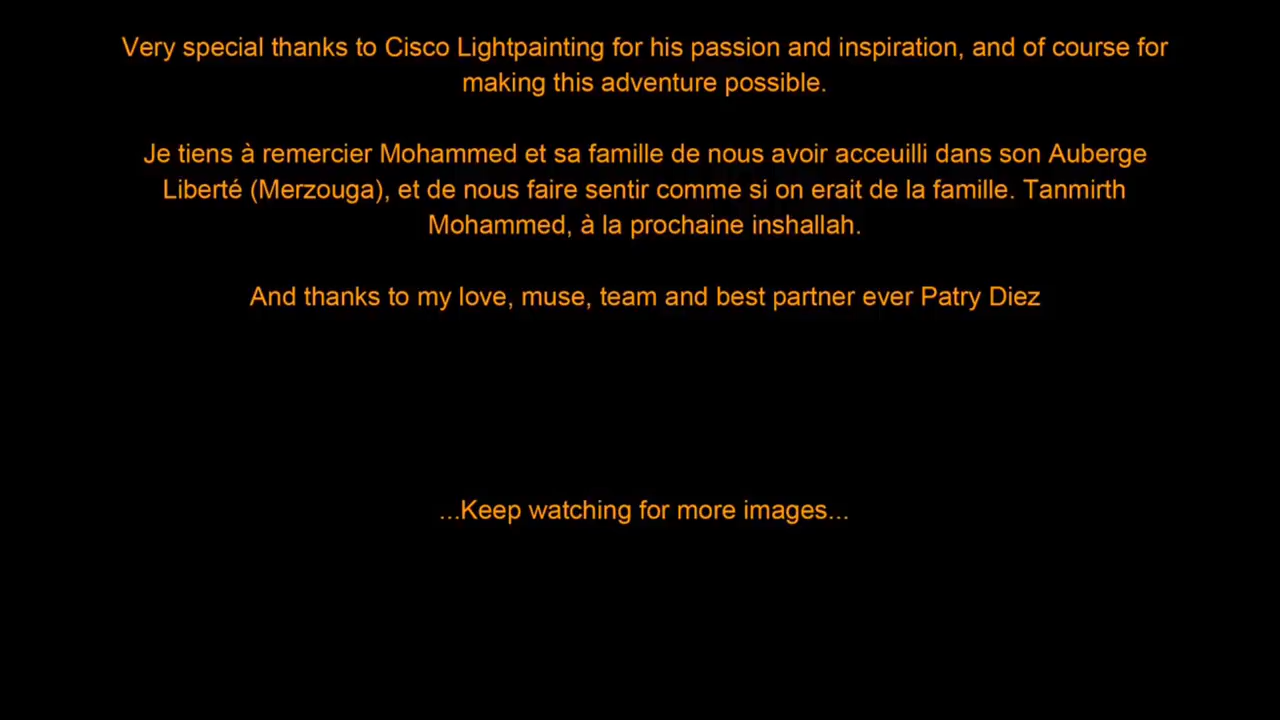 Very special thanks to Cisco Lightpainting for his passion and inspiration, and of course for
making this adventure possible.
Je tiens à remercier Mohammed et sa famille de nous avoir acceuilli dans son Auberge
Liberté (Merzouga), et de nous faire sentir comme si on erait de la famille. Tanmirth
Mohammed, à la prochaine inshallah.
And thanks to my love, muse, team and best partner ever Patry Diez
...Keep watching for more images...